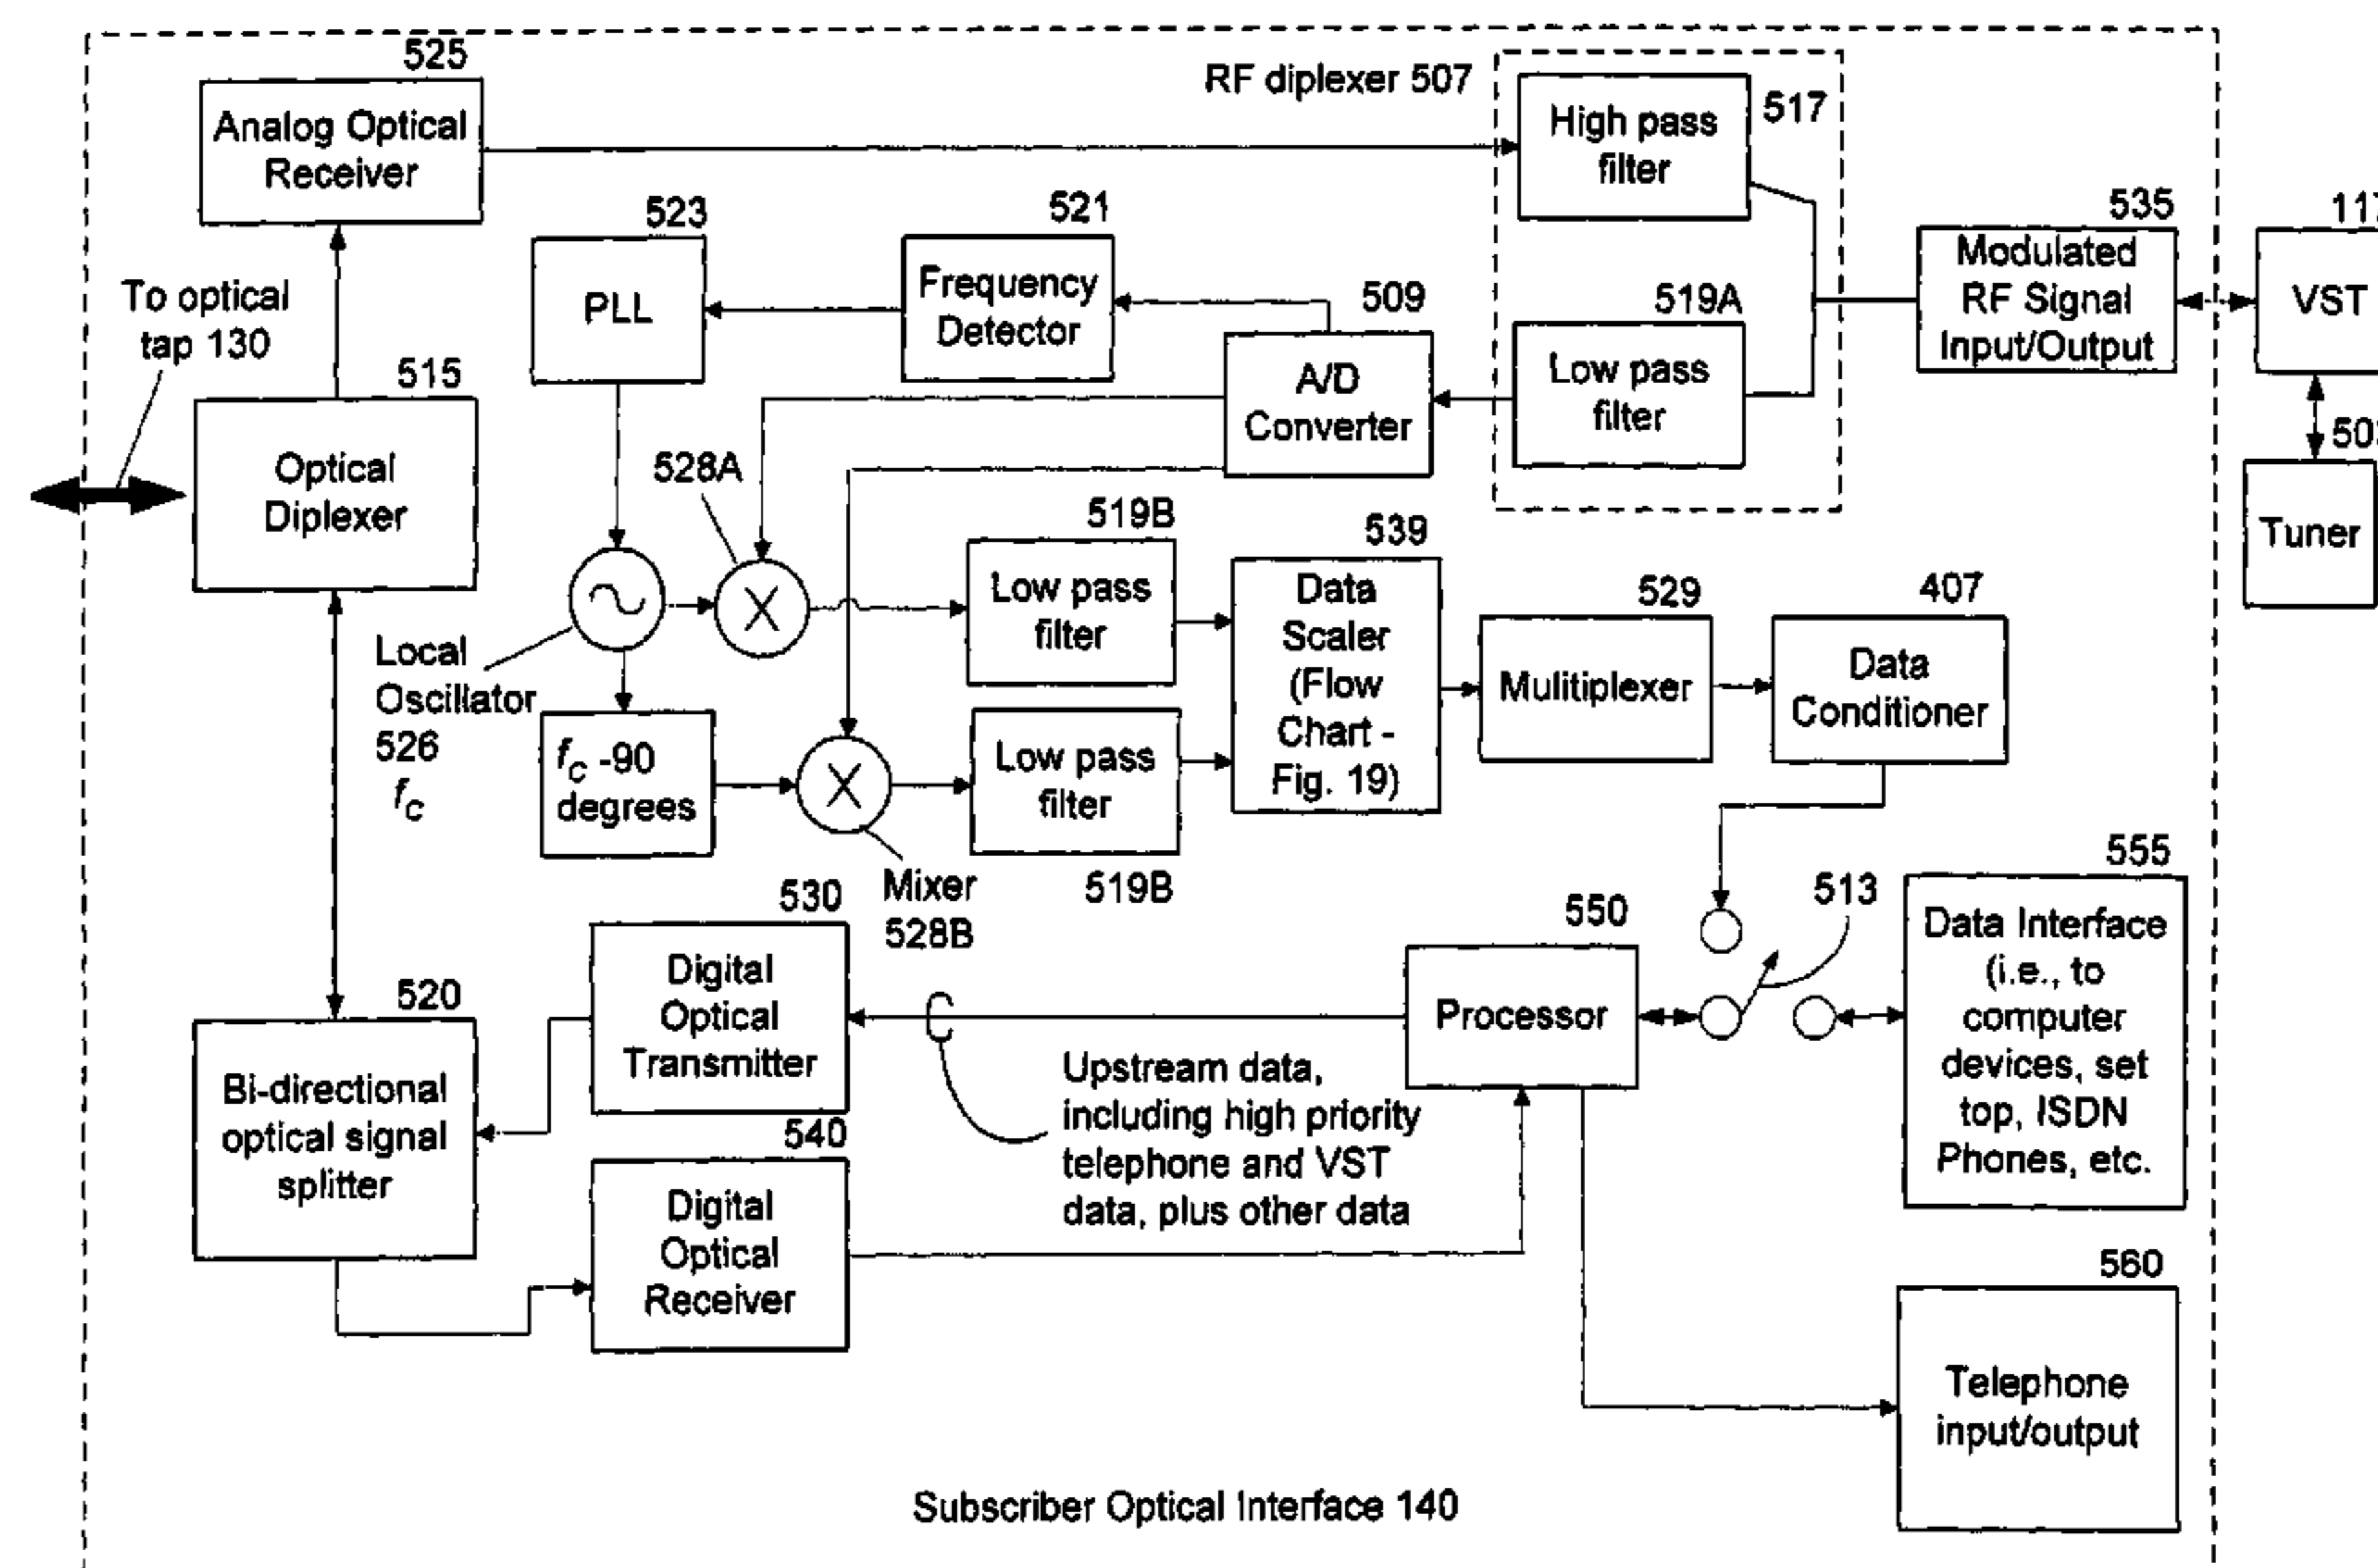 525
Analog Optical
Receiver
RF diplexer 507
High pass
filter
517
523
PLL
521
Frequency
Detector
509
A/D
Converter
519A
Low pass
filter
535
Modulated
RF Signal
Input/Output
VST
Tuner
To optical
tap 130
515
Optical
Diplexer
528A
519B
Low pass
filter
539
Data
Scaler
(Flow
Chart -
Fig. 19)
529
Mulitiplexer
407
Data
Conditioner
Local
Oscillator
526
fc
fc -90
degrees
Low pass
filter
519B
Mixer
528B
530
Digital
Optical
Transmitter
520
Bi-directional
optical signal
splitter
540
Digital
Optical
Receiver
Upstream data,
including high priority
telephone and VST
data, plus other data
550
Processor
513
555
Data Interface
(i.e., to
computer
devices, set
top, ISDN
Phones, etc.
560
Telephone
input/output
Subscriber Optical Interface 140